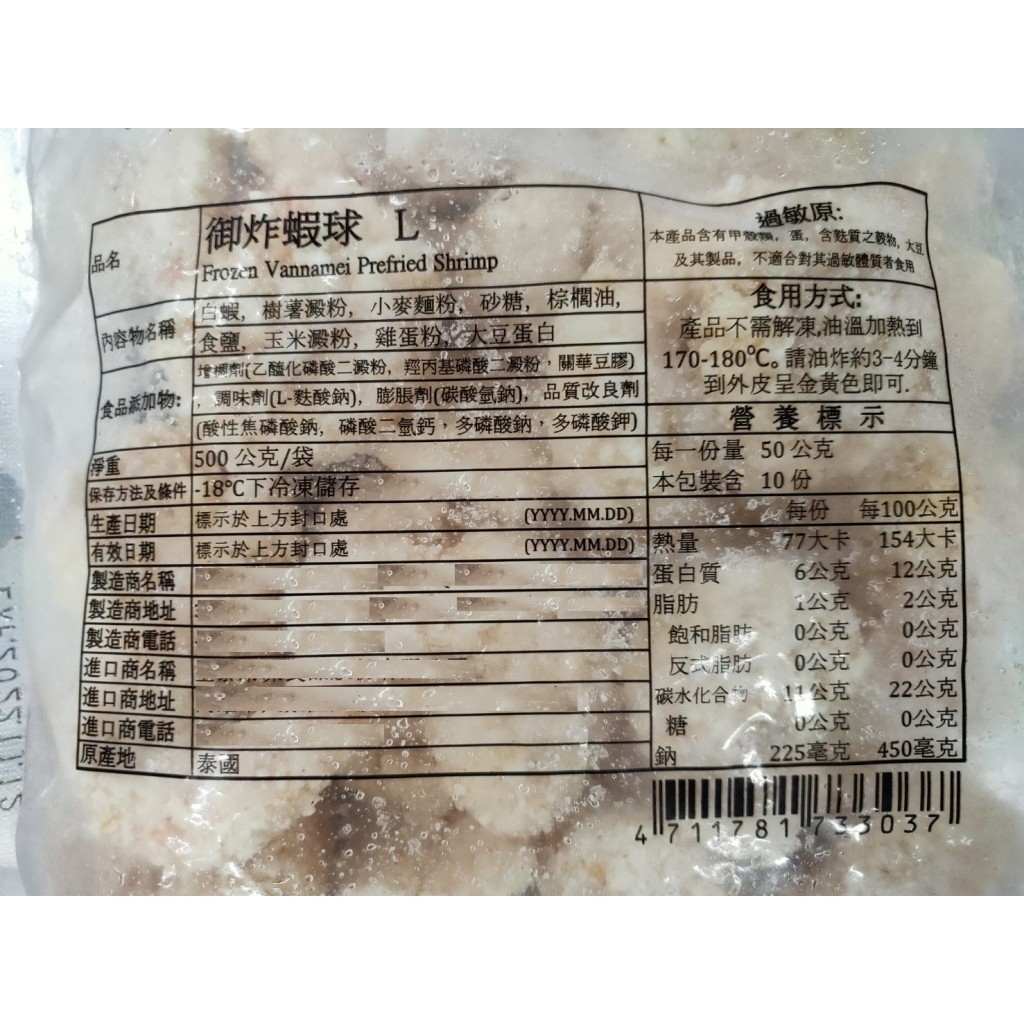 品名
御炸蝦球 L
Frozen Vannamei Prefried Shrimp
內容物名稱
白蝦, 樹薯澱粉, 小麥麵粉, 砂糖, 棕櫚油,
食鹽, 玉米澱粉, 雞蛋粉, 大豆蛋白
食品添加物:
增稠劑(乙醯化磷酸二澱粉, 羥丙基磷酸二澱粉，關華豆膠)
, 調味劑(L-麩酸鈉), 膨脹劑(碳酸氫鈉), 品質改良劑
(酸性焦磷酸鈉, 磷酸二氫鈣，多磷酸鈉，多磷酸鉀)
淨重
500 公克/袋
保存方法及條件
-18℃下冷凍儲存
生產日期
標示於上方封口處 (YYYY.MM.DD)
有效日期
標示於上方封口處 (YYYY.MM.DD)
製造商名稱
製造商地址
製造商電話
進口商名稱
進口商地址
進口商電話
原產地
泰國
過敏原:
本產品含有甲殼類, 蛋, 含麩質之穀物, 大豆
及其製品, 不適合對其過敏體質者食用
食用方式:
產品不需解凍,油溫加熱到
170-180℃。請油炸約3-4分鐘
到外皮呈金黃色即可.
營養標示
每一份量 50 公克
本包裝含 10 份
每份 每100公克
熱量 77大卡 154大卡
蛋白質 6公克 12公克
脂肪 1公克 2公克
飽和脂肪 0公克 0公克
反式脂肪 0公克 0公克
碳水化合物 11公克 22公克
糖 0公克 0公克
鈉 225毫克 450毫克
4 711781 733037